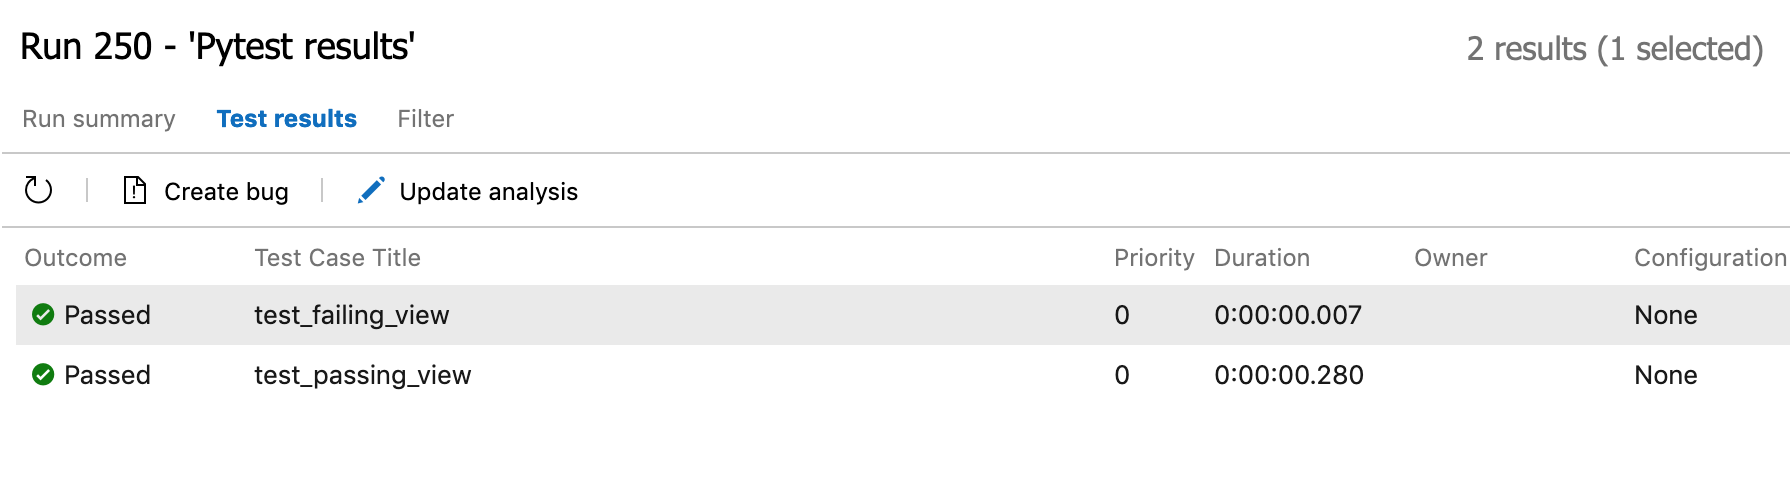 Run 250 - 'Pytest results'
2 results (1 selected)
Run summary Test results Filter
Create bug Update analysis
Outcome Test Case Title Priority Duration Owner Configuration
Passed test_failing_view 0 0:00:00.007 None
Passed test_passing_view 0 0:00:00.280 None